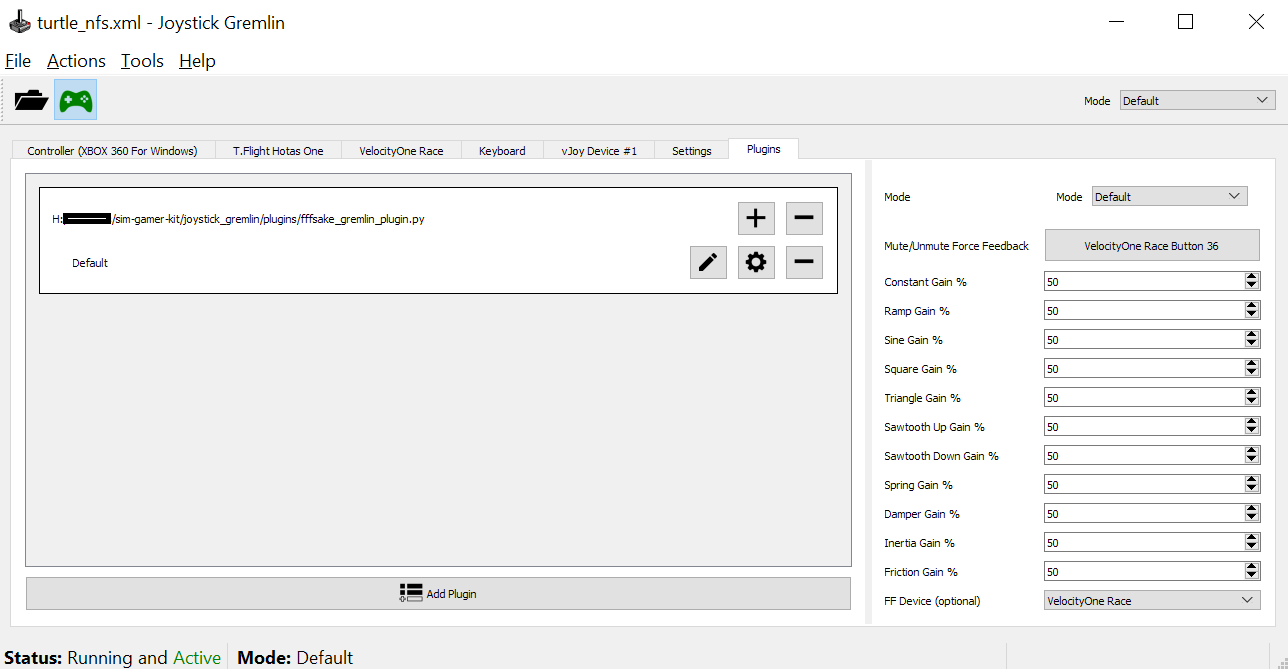 turtle_nfs.xml - Joystick Gremlin
File Actions Tools Help
Mode Default
Controller (XBOX 360 For Windows) T.Flight Hotas One VelocityOne Race Keyboard vJoy Device #1 Settings Plugins
H:/sim-gamer-kit/joystick_gremlin/plugins/fffsake_gremlin_plugin.py
Default
Add Plugin
Mode Mode Default
Mute/Unmute Force Feedback VelocityOne Race Button 36
Constant Gain % 50
Ramp Gain % 50
Sine Gain % 50
Square Gain % 50
Triangle Gain % 50
Sawtooth Up Gain % 50
Sawtooth Down Gain % 50
Spring Gain % 50
Damper Gain % 50
Inertia Gain % 50
Friction Gain % 50
FF Device (optional) VelocityOne Race
Status: Running and Active Mode: Default